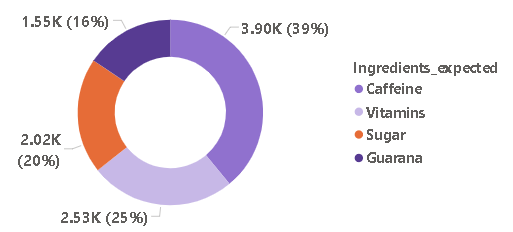 1.55K (16%)
3.90K (39%)
2.02K
(20%)
2.53K (25%)
Ingredients_expected
Caffeine
Vitamins
Sugar
Guarana